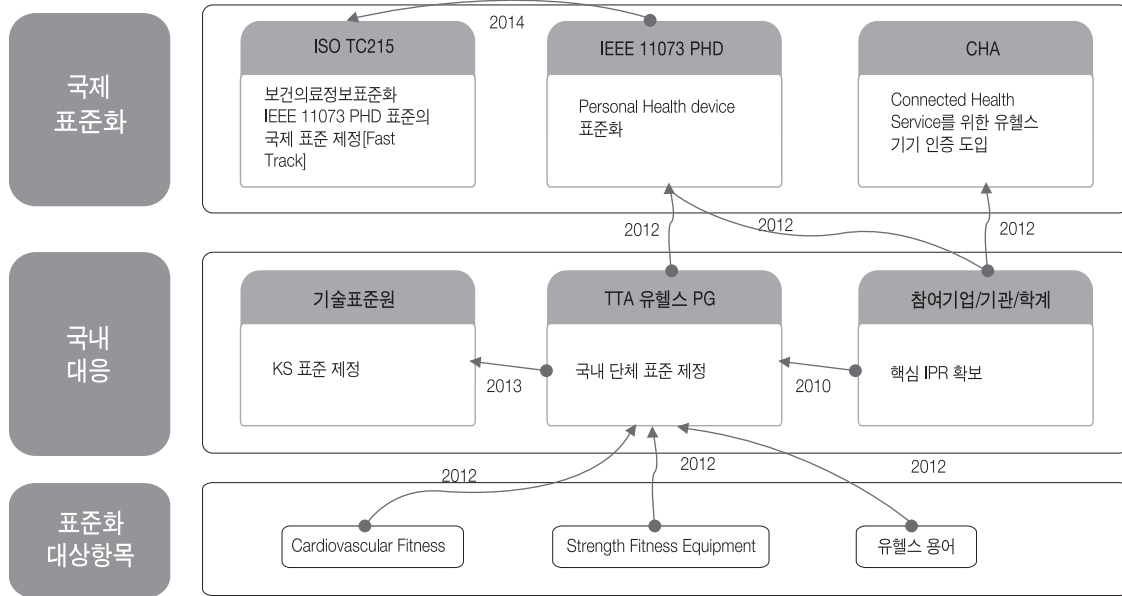 국제
표준화
2014
ISO TC215
보건의료정보표준화
IEEE 11073 PHD 표준의
국제 표준 제정[Fast
Track]
IEEE 11073 PHD
Personal Health device
표준화
CHA
Connected Health
Service를 위한 유헬스
기기 인증 도입
2012
2012
2012
국내
대응
기술표준원
KS 표준 제정
2013
TTA 유헬스 PG
국내 단체 표준 제정
2010
참여기업/기관/학계
핵심 IPR 확보
2012
2012
2012
표준화
대상항목
Cardiovascular Fitness
Strength Fitness Equipment
유헬스 용어